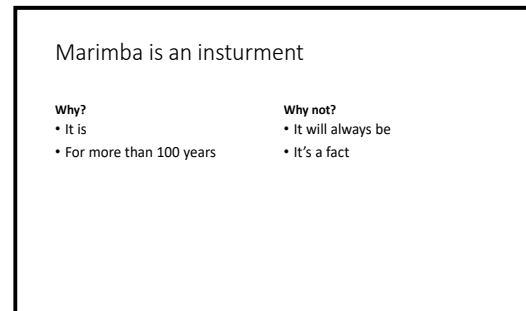 Marimba is an insturment
Why?
• It is
• For more than 100 years
Why not?
• It will always be
• It's a fact